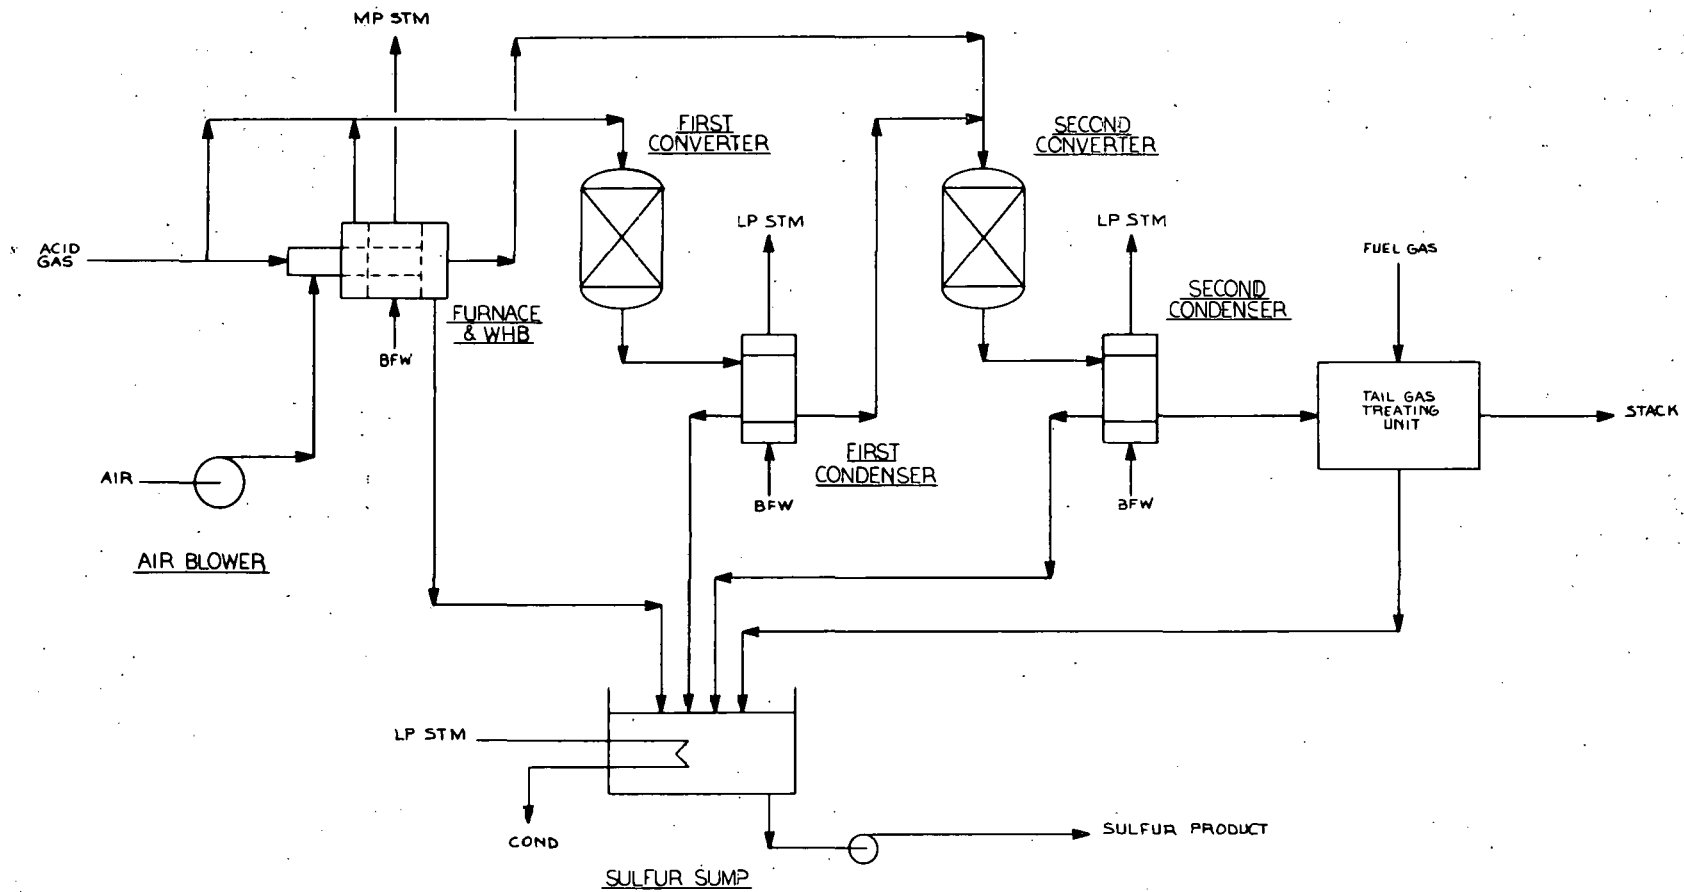 MP STM
FIRST
CONVERTER
SECOND
CONVERTER
ACID
GAS
LP STM
LP STM
FUEL GAS
FURNACE
& WHB
BFW
SECOND
CONDENSER
TAIL GAS
TREATING
UNIT
STACK
AIR
FIRST
CONDENSER
BFW
BFW
AIR BLOWER
LP STM
COND
SULFUR PRODUCT
SULFUR SUMP